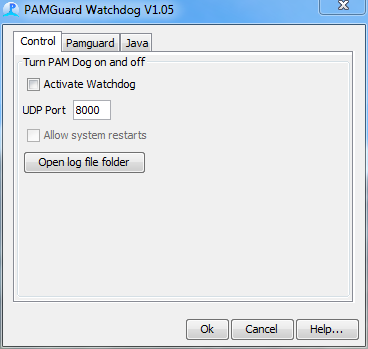 PAMGuard Watchdog V1.05
Control Pamguard Java
Turn PAM Dog on and off
Activate Watchdog
UDP Port 8000
Allow system restarts
Open log file folder
Ok Cancel Help...